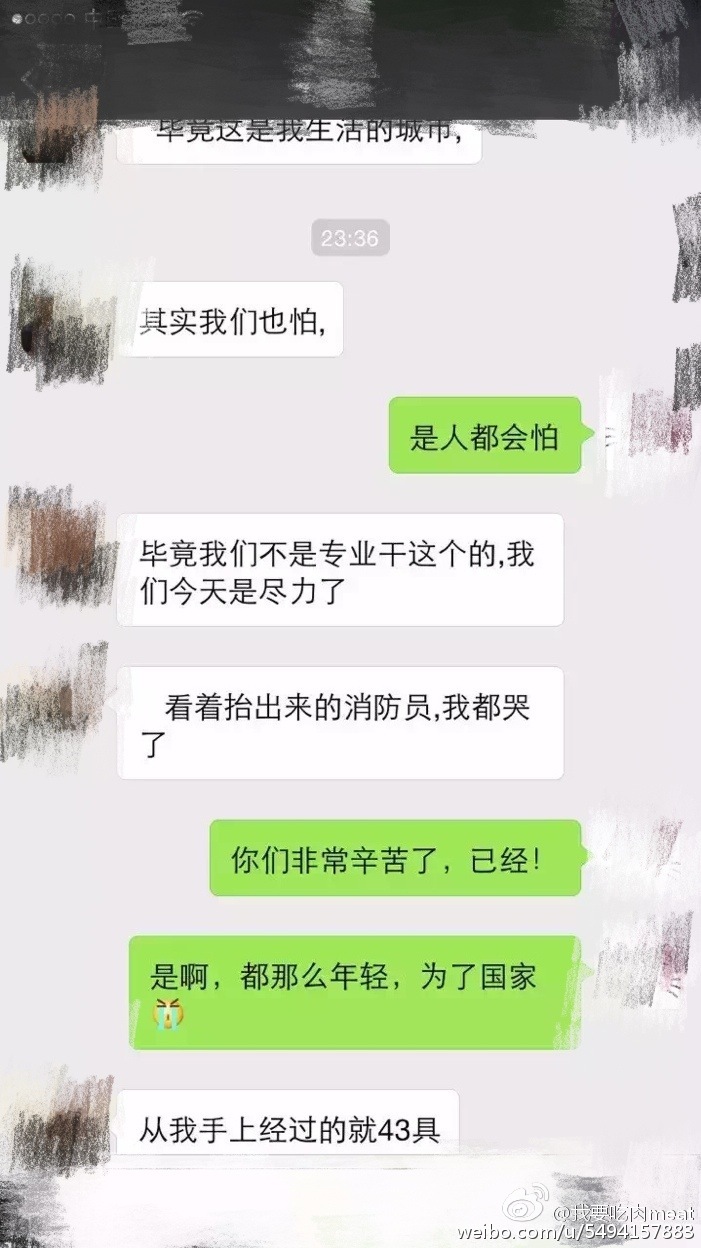 毕竟这是我生活的城市,
23:36
其实我们也怕,
是人都会怕
毕竟我们不是专业干这个的,我
们今天是尽力了
看着抬出来的消防员,我都哭
了
你们非常辛苦了，已经！
是啊，都那么年轻，为了国家
😭
从我手上经过的就43具
@我要吃肉meat
weibo.com/u/5494157883